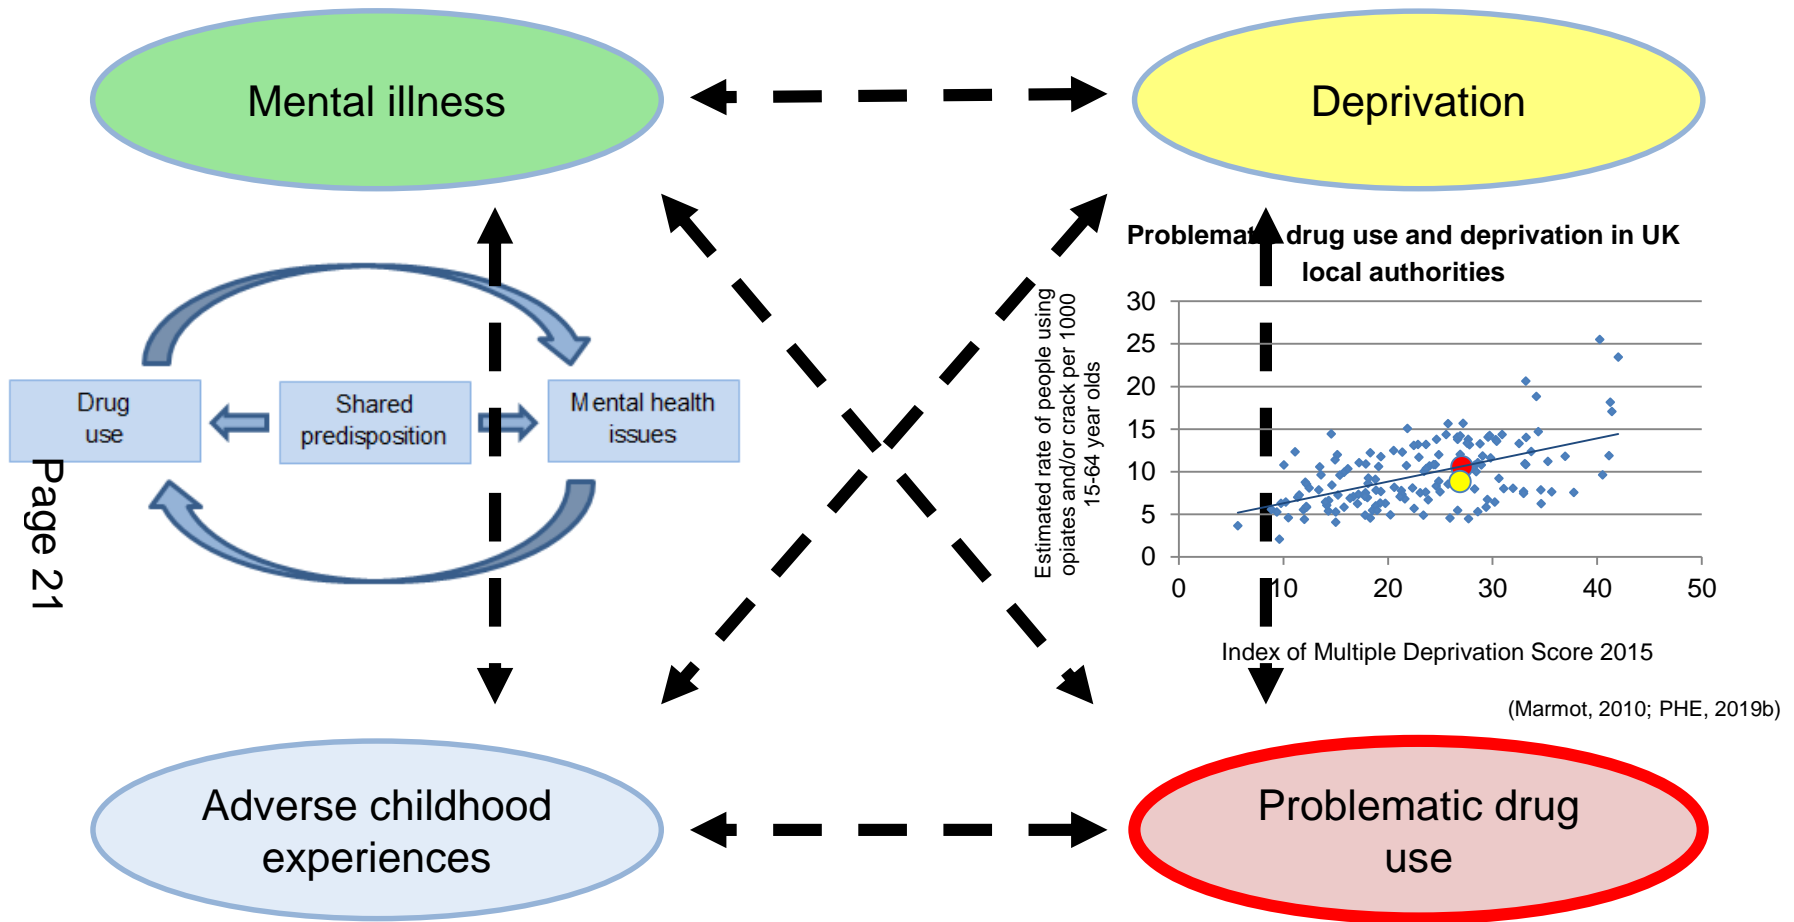 Mental illness
Deprivation
Problematic drug use and deprivation in UK
local authorities
Estimated rate of people using
opiates and/or crack per 1000
15-64 year olds
30
25
20
15
10
5
0
0 10 20 30 40 50
Index of Multiple Deprivation Score 2015
(Marmot, 2010; PHE, 2019b)
Drug
use
Shared
predisposition
Mental health
issues
Page 21
Adverse childhood
experiences
Problematic drug
use